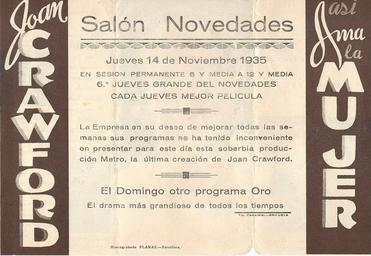 Joan
CRAWFORD
Salón Novedades
Jueves 14 de Noviembre 1935
EN SESION PERMANENTE 6 Y MEDIA A 12 Y MEDIA
6.º JUEVES GRANDE DEL NOVEDADES
CADA JUEVES MEJOR PELICULA
La Empresa en su deseo de mejorar todas las se-
manas sus programas no ha tenido inconveniente
en presentar para este día esta soberbia produc-
ción Metro, la última creación de Joan Crawford.
El Domingo otro programa Oro
El drama más grandioso de todos los tiempos
así
Ama
la
MUJER